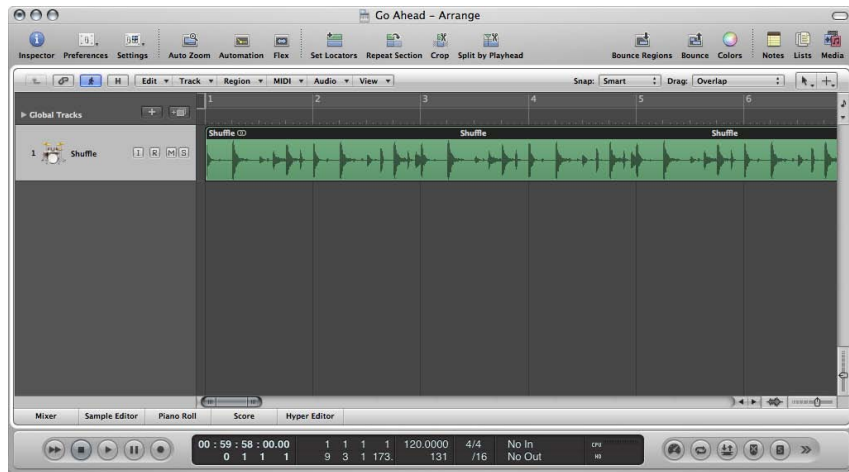 Go Ahead – Arrange
Inspector Preferences Settings Auto Zoom Automation Flex Set Locators Repeat Section Crop Split by Playhead Bounce Regions Bounce Colors Notes Lists Media
H Edit Track Region MIDI Audio View Snap: Smart Drag: Overlap
Global Tracks 1 2 3 4 5 6
Shuffle Shuffle Shuffle
1 Shuffle I R M S
Mixer Sample Editor Piano Roll Score Hyper Editor
00 : 59 : 58 : 00.00 1 1 1 1 120.0000 4/4 No In CPU
0 1 1 1 9 3 1 173. 131 /16 No Out HD